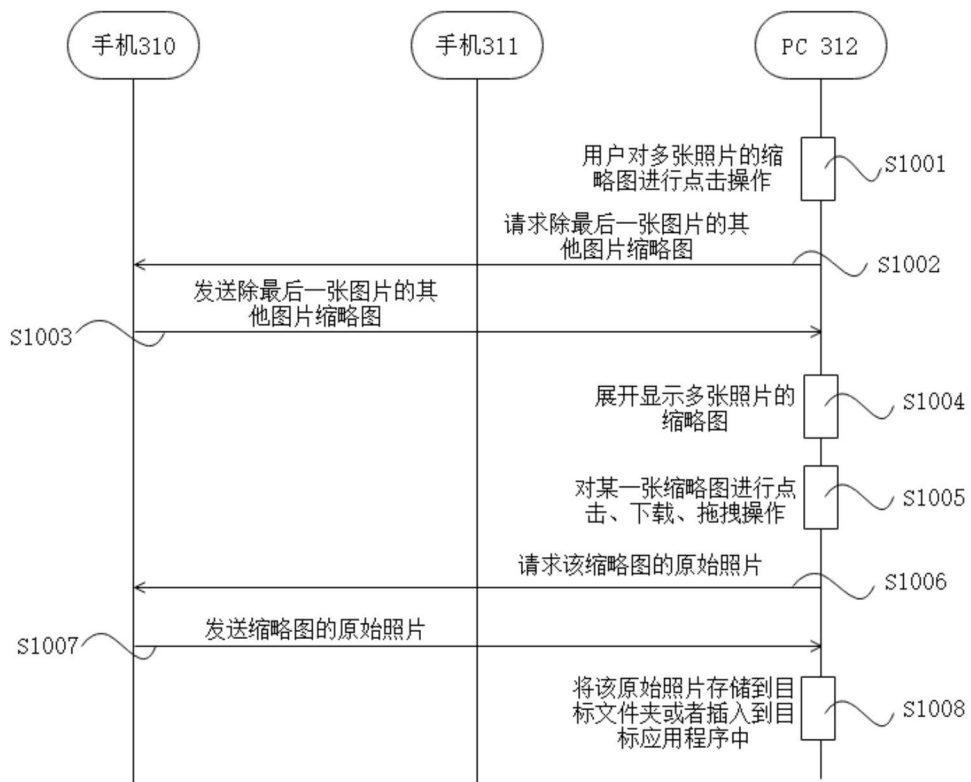 手机310
手机311
PC 312
用户对多张照片的缩
略图进行点击操作
S1001
请求除最后一张图片的其
他图片缩略图
S1002
发送除最后一张图片的其
他图片缩略图
S1003
展开显示多张照片的
缩略图
S1004
对某一张缩略图进行点
击、下载、拖拽操作
S1005
请求该缩略图的原始照片
S1006
发送缩略图的原始照片
S1007
将该原始照片存储到目
标文件夹或者插入到目
标应用程序中
S1008